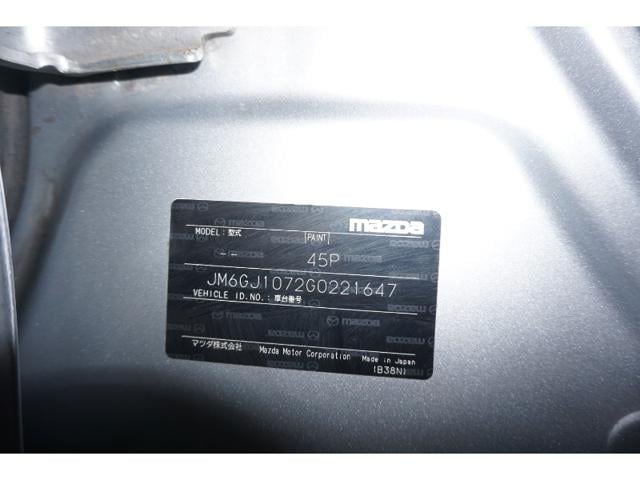 mazda
MODEL:型式 [PAINT]
-- 45P
JM6GJ1072G0221647
VEHICLE ID.NO.:車台番号
マツダ株式会社 Mazda Motor Corporation Made in Japan
(B38N)